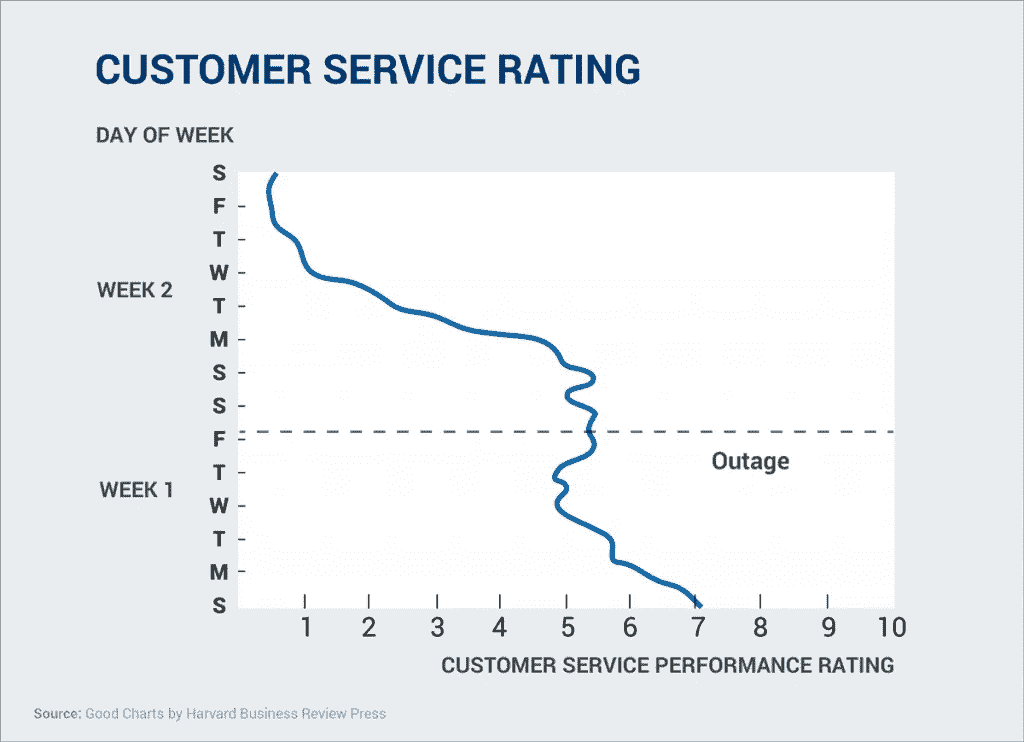 CUSTOMER SERVICE RATING
DAY OF WEEK
S
F
T
W
WEEK 2
T
M
S
S
F
Outage
T
WEEK 1
W
T
M
S
1 2 3 4 5 6 7 8 9 10
CUSTOMER SERVICE PERFORMANCE RATING
Source: Good Charts by Harvard Business Review Press